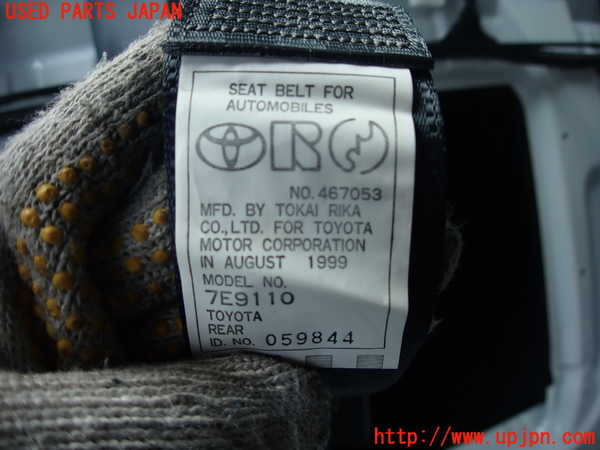 USED PARTS JAPAN
SEAT BELT FOR
AUTOMOBILES
R
NO. 467053
MFD. BY TOKAI RIKA
CO., LTD. FOR TOYOTA
MOTOR CORPORATION
IN AUGUST 1999
MODEL NO.
7E9110
TOYOTA
REAR
ID. NO. 059844
http://www.upjpn.com/